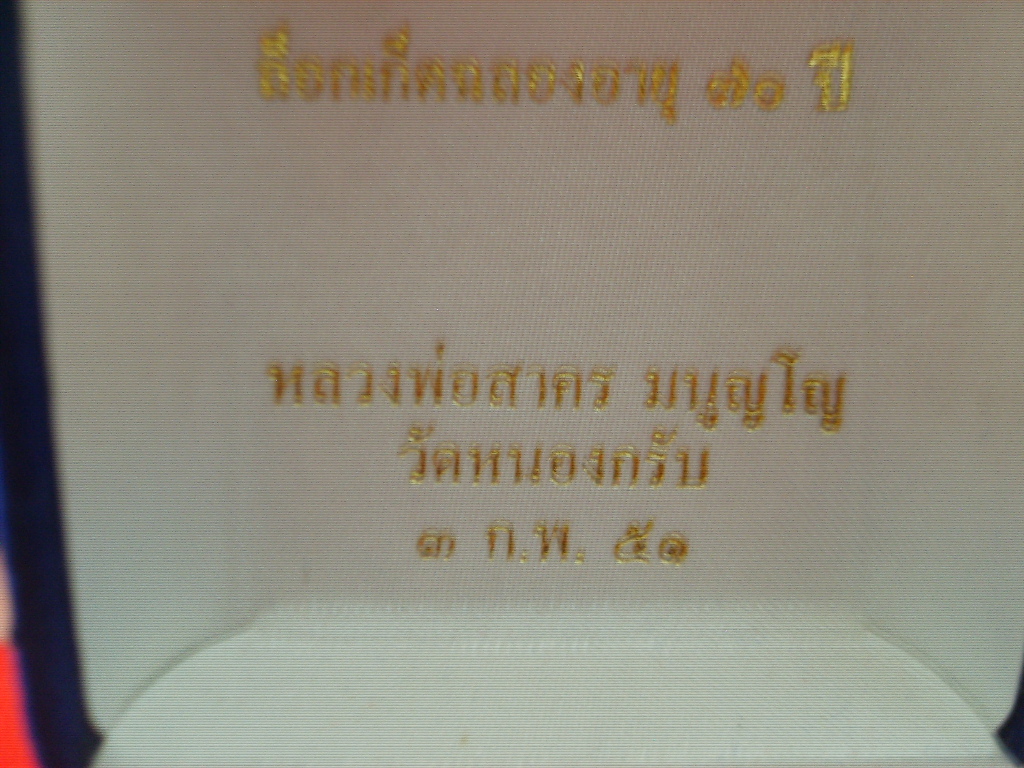 ล๊อกเก็ตฉลองอายุ ๗๐ ปี
หลวงพ่อสาคร มนูญโญ
วัดหนองกรับ
๓ ก.พ. ๕๑